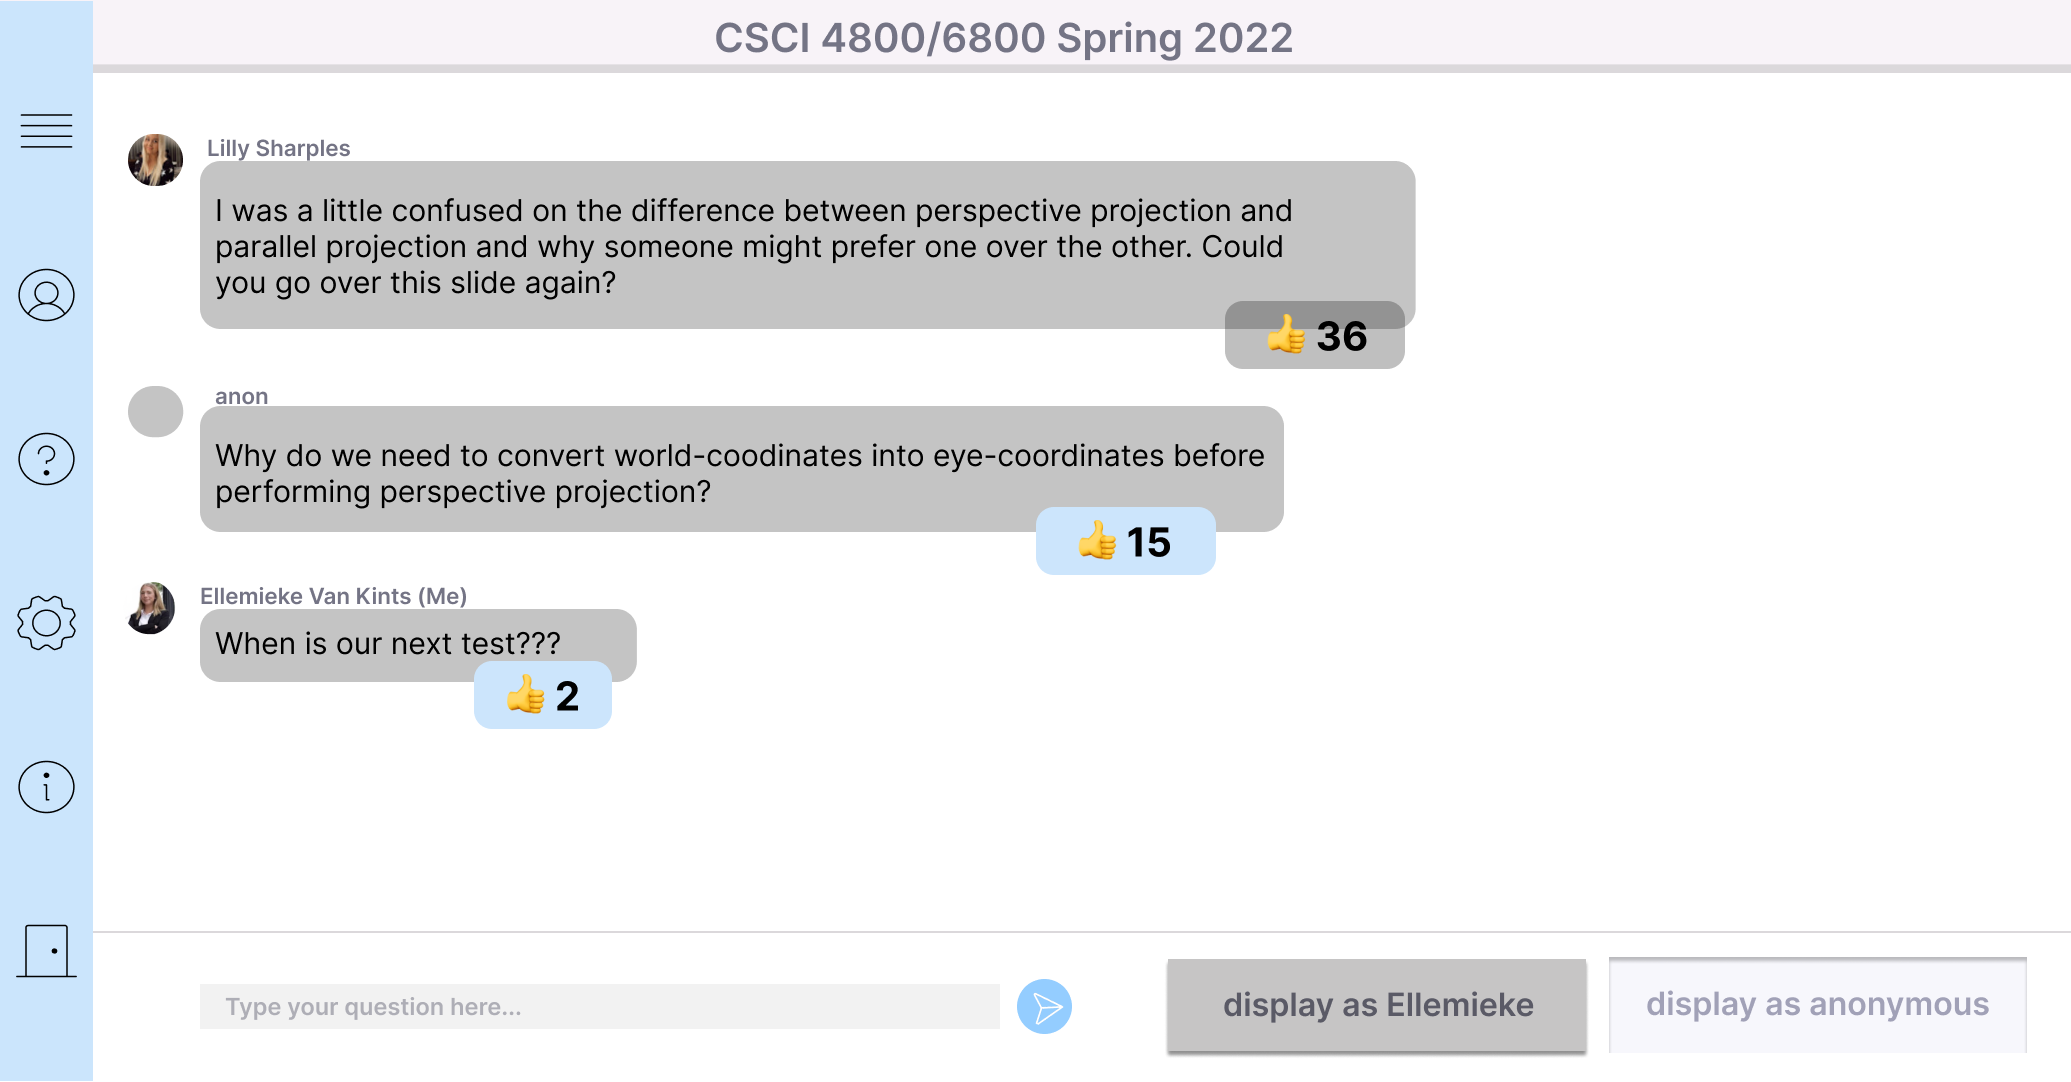 CSCI 4800/6800 Spring 2022
Lilly Sharples
I was a little confused on the difference between perspective projection and
parallel projection and why someone might prefer one over the other. Could
you go over this slide again?
👍 36
anon
Why do we need to convert world-coodinates into eye-coordinates before
performing perspective projection?
👍 15
Ellemieke Van Kints (Me)
When is our next test???
👍 2
Type your question here...
display as Ellemieke
display as anonymous